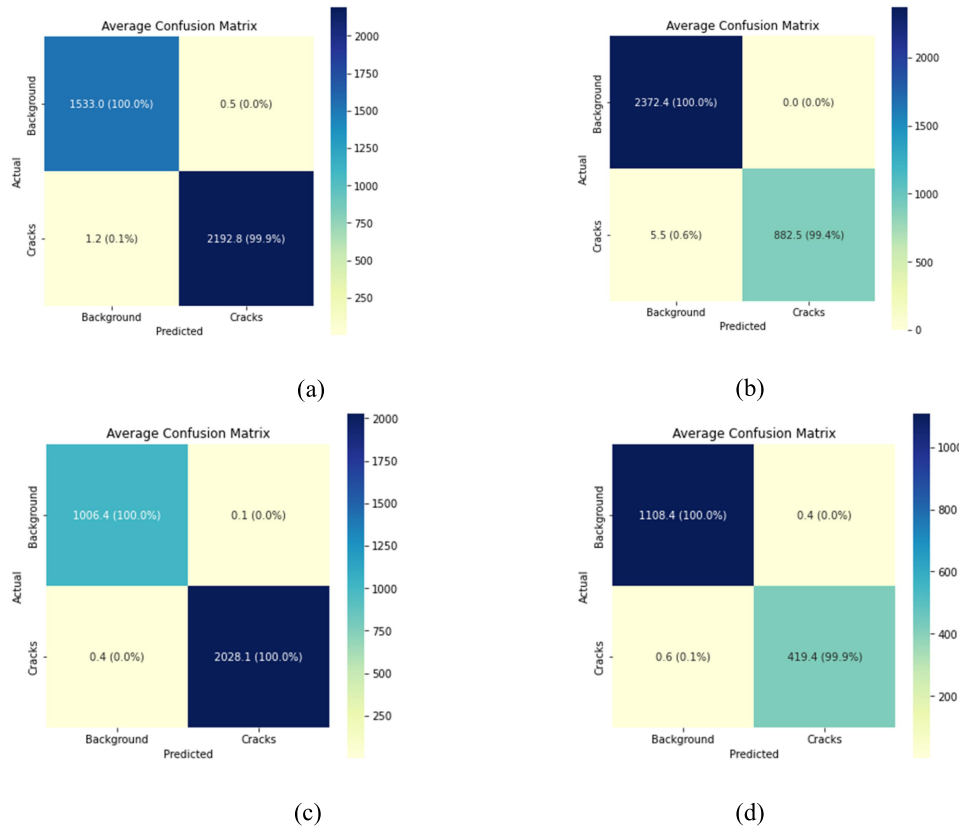 Average Confusion Matrix
Actual
Background
1533.0 (100.0%) 0.5 (0.0%)
Cracks
1.2 (0.1%) 2192.8 (99.9%)
Background Cracks
Predicted
2000
1750
1500
1250
1000
750
500
250
(a)
Average Confusion Matrix
Actual
Background
2372.4 (100.0%) 0.0 (0.0%)
Cracks
5.5 (0.6%) 882.5 (99.4%)
Background Cracks
Predicted
2000
1500
1000
500
0
(b)
Average Confusion Matrix
Actual
Background
1006.4 (100.0%) 0.1 (0.0%)
Cracks
0.4 (0.0%) 2028.1 (100.0%)
Background Cracks
Predicted
2000
1750
1500
1250
1000
750
500
250
(c)
Average Confusion Matrix
Actual
Background
1108.4 (100.0%) 0.4 (0.0%)
Cracks
0.6 (0.1%) 419.4 (99.9%)
Background Cracks
Predicted
1000
800
600
400
200
(d)